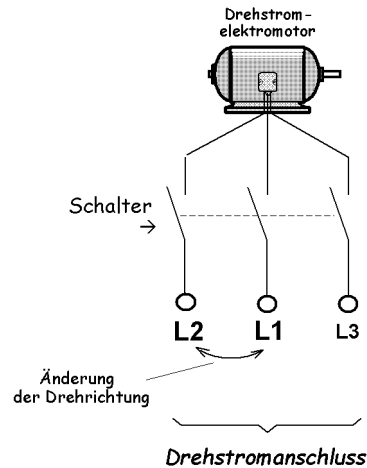 Drehstrom-
elektromotor
Schalter
→
L2 L1 L3
Änderung
der Drehrichtung
Drehstromanschluss